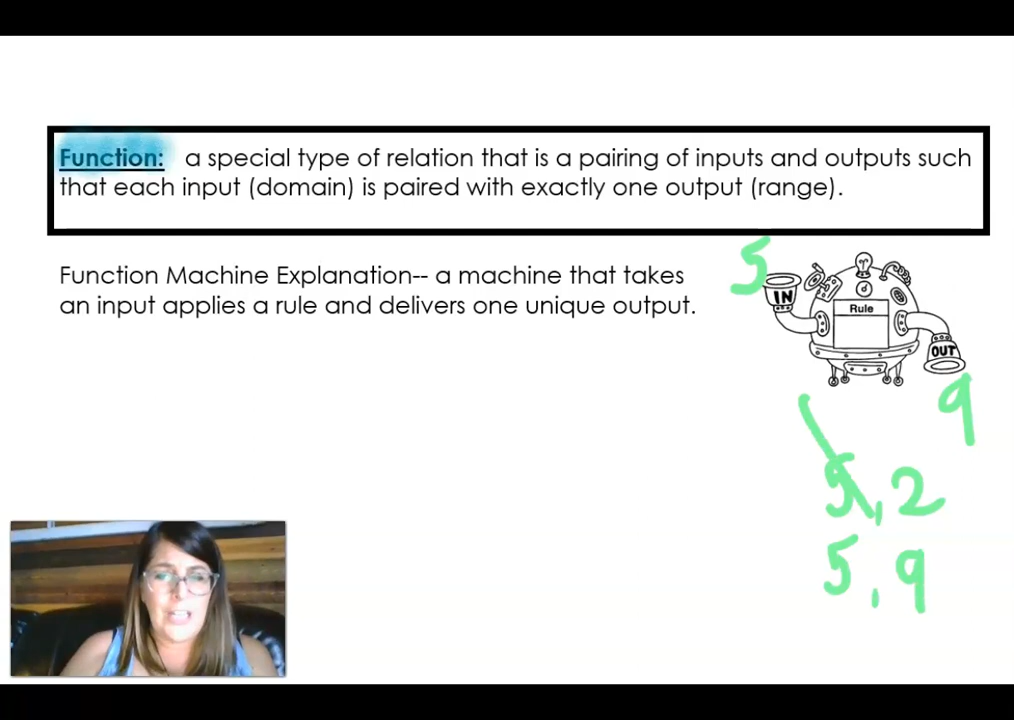 Function: a special type of relation that is a pairing of inputs and outputs such
that each input (domain) is paired with exactly one output (range).
Function Machine Explanation-- a machine that takes
an input applies a rule and delivers one unique output.
5
IN
Rule
OUT
9
5, 2
5, 9